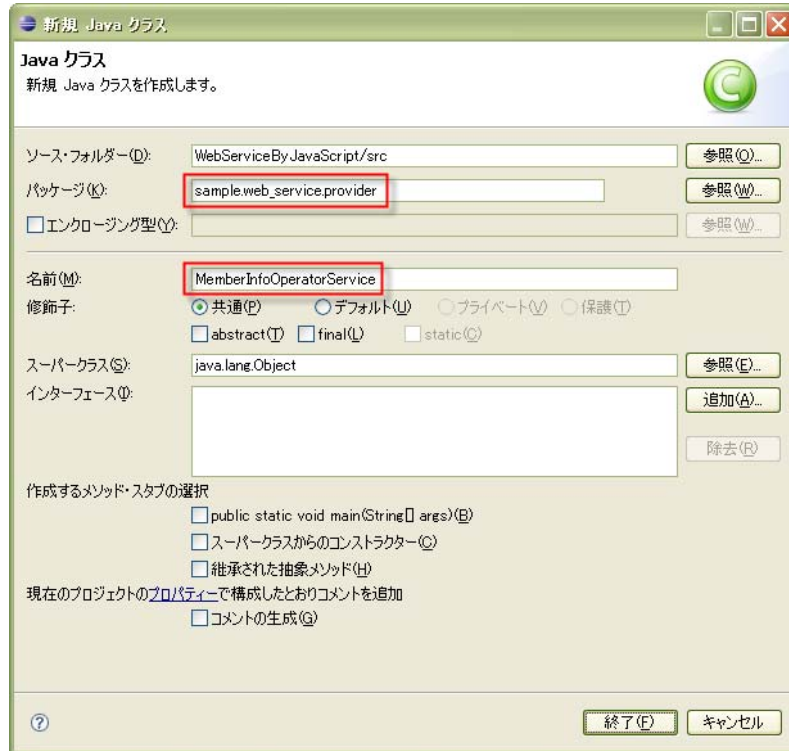 新規 Java クラス
Java クラス
新規 Java クラスを作成します。
C
ソース・フォルダー(D): WebServiceByJavaScript/src 参照(O)...
パッケージ(K): sample.web_service.provider 参照(W)...
エンクロージング型(Y): 参照(W)...
名前(M): MemberInfoOperatorService
修飾子: 共通(P) デフォルト(U) プライベート(V) 保護(T)
abstract(T) final(L) static(C)
スーパークラス(S): java.lang.Object 参照(E)...
インターフェース(I): 追加(A)...
除去(R)
作成するメソッド・スタブの選択
public static void main(String[] args)(B)
スーパークラスからのコンストラクター(C)
継承された抽象メソッド(H)
現在のプロジェクトのプロパティーで構成したとおりコメントを追加
コメントの生成(G)
? 終了(F) キャンセル